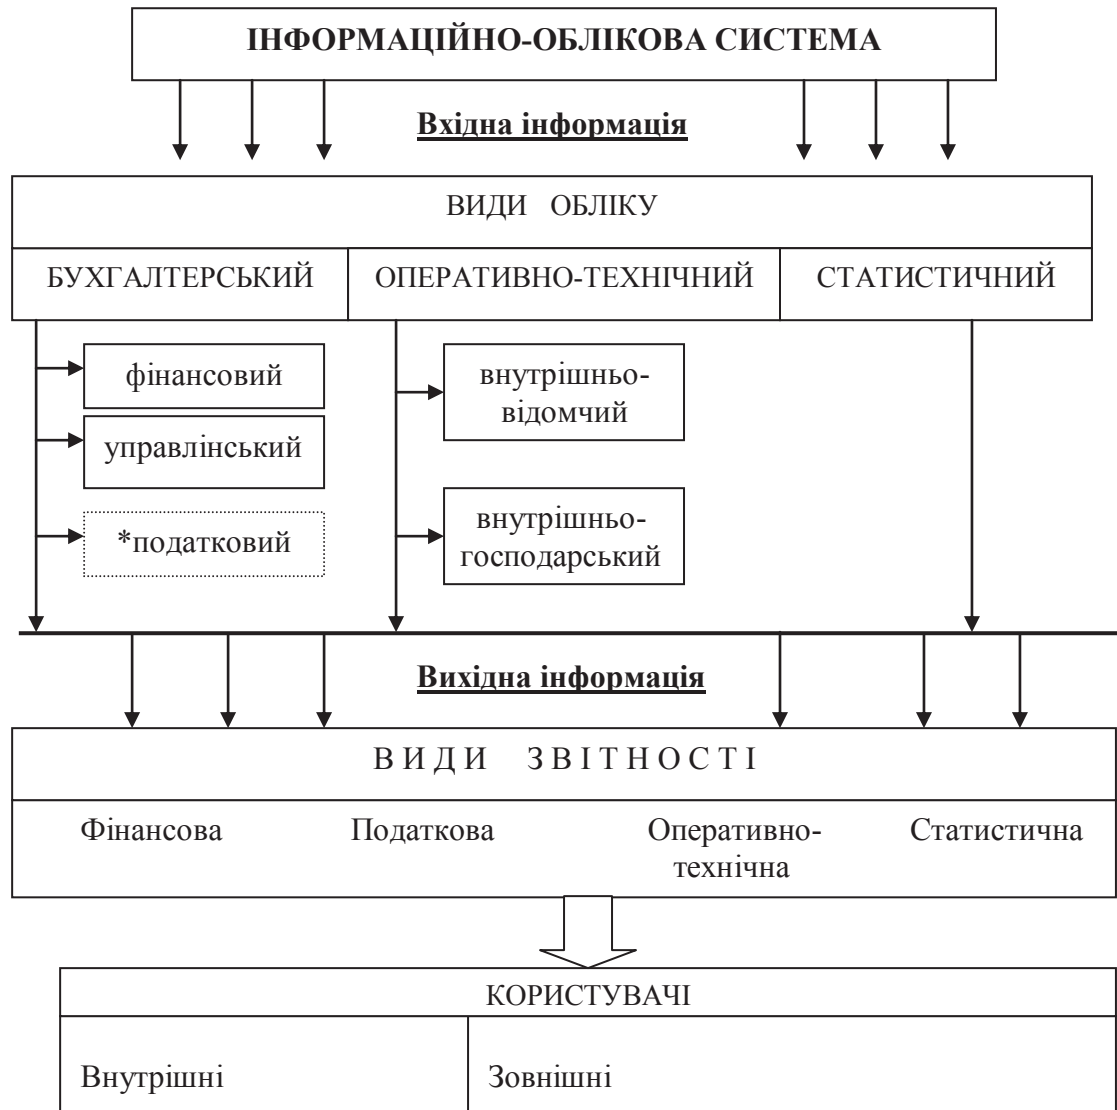 ІНФОРМАЦІЙНО-ОБЛІКОВА СИСТЕМА
Вхідна інформація
ВИДИ ОБЛІКУ
БУХГАЛТЕРСЬКИЙ ОПЕРАТИВНО-ТЕХНІЧНИЙ СТАТИСТИЧНИЙ
фінансовий
управлінський
*податковий
внутрішньо-
відомчий
внутрішньо-
господарський
Вихідна інформація
В И Д И З В І Т Н О С Т І
Фінансова Податкова Оперативно- Статистична
технічна
КОРИСТУВАЧІ
Внутрішні Зовнішні